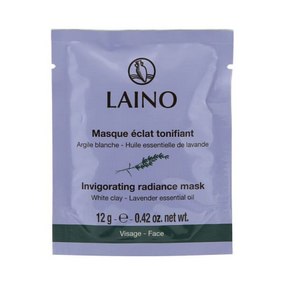 LAINO
Masque éclat tonifiant
Argile blanche - Huile essentielle de lavande
Invigorating radiance mask
White clay - Lavender essential oil
12 g - ℮ 0.42 oz. net wt.
Visage - Face